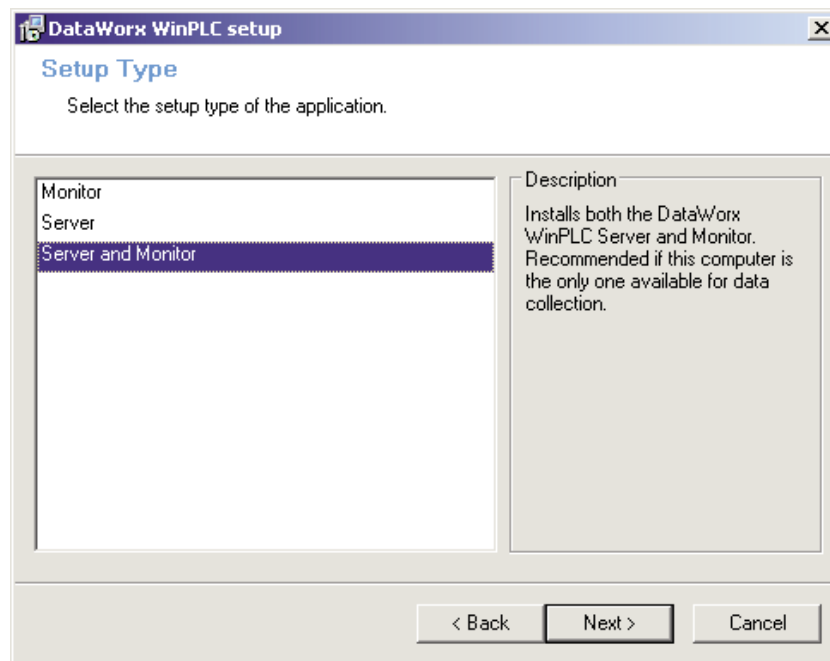 DataWorx WinPLC setup
Setup Type
Select the setup type of the application.
Monitor
Server
Server and Monitor
Description
Installs both the DataWorx
WinPLC Server and Monitor.
Recommended if this computer is
the only one available for data
collection.
< Back
Next >
Cancel